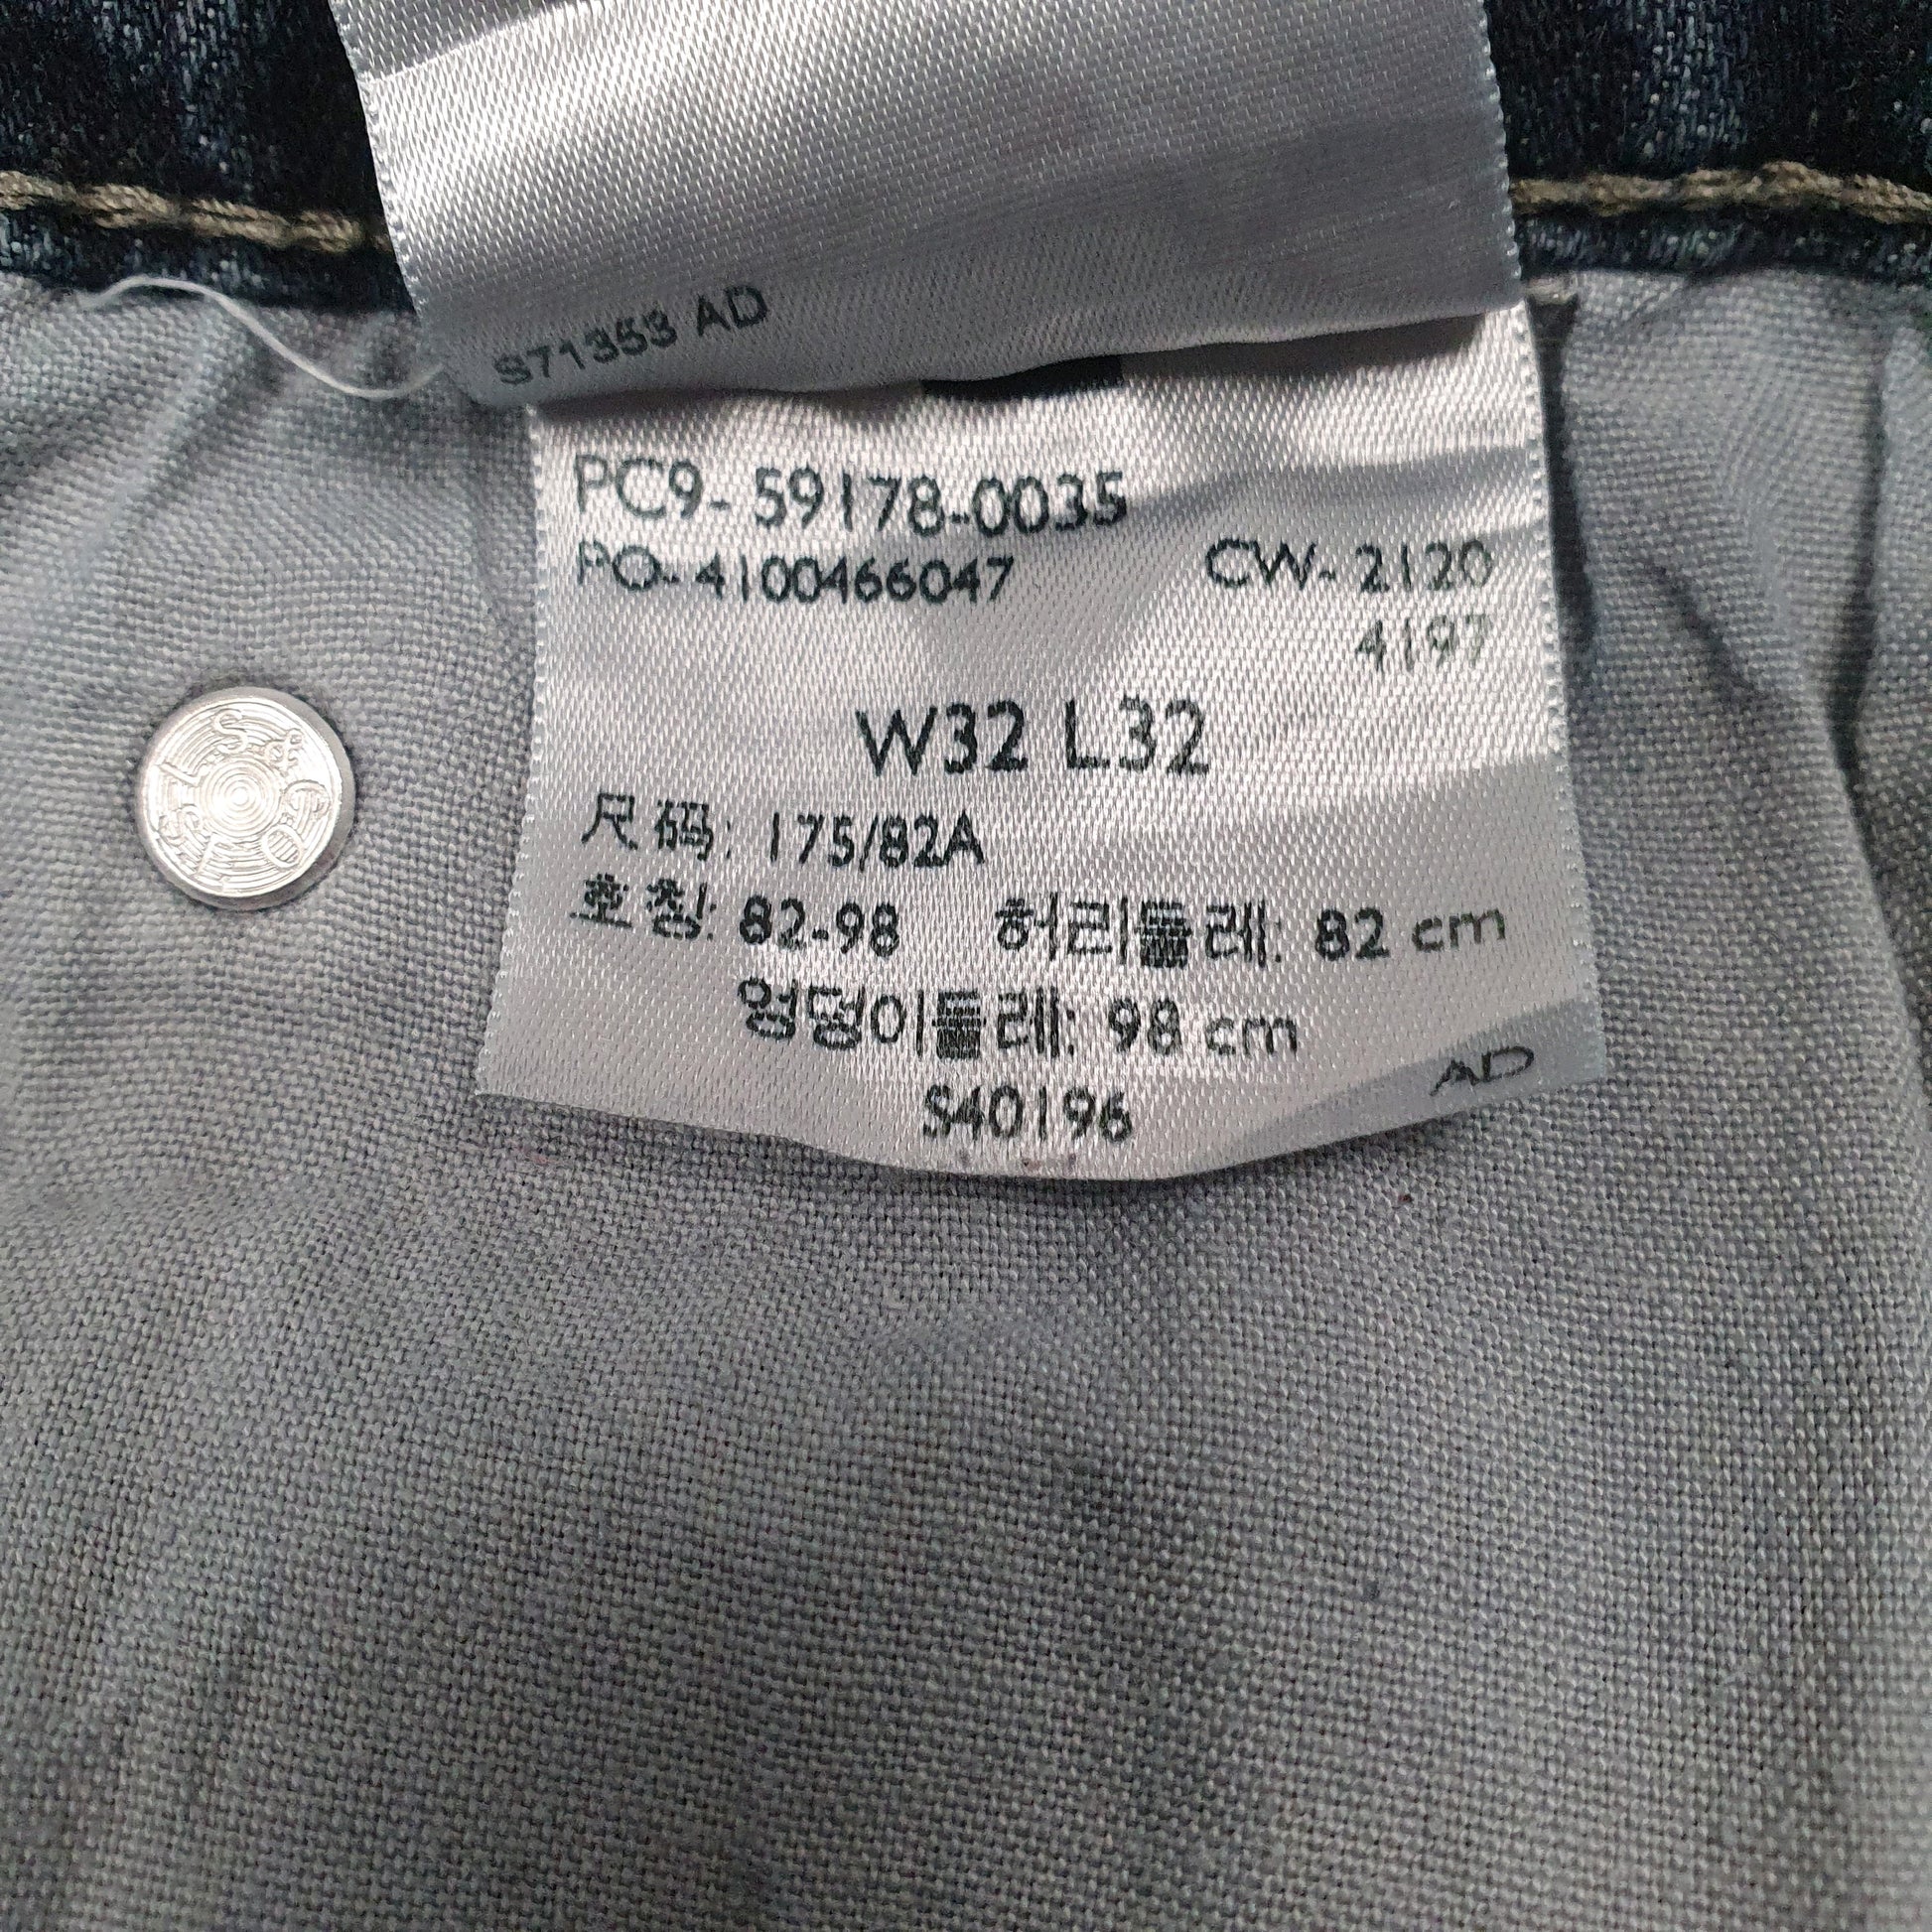 S71353 AD
PC9- 59178-0035
PO- 4100466047 CW- 2120
4197
W32 L32
尺码: 175/82A
호칭: 82-98 허리둘레: 82 cm
엉덩이둘레: 98 cm
S40196 AD